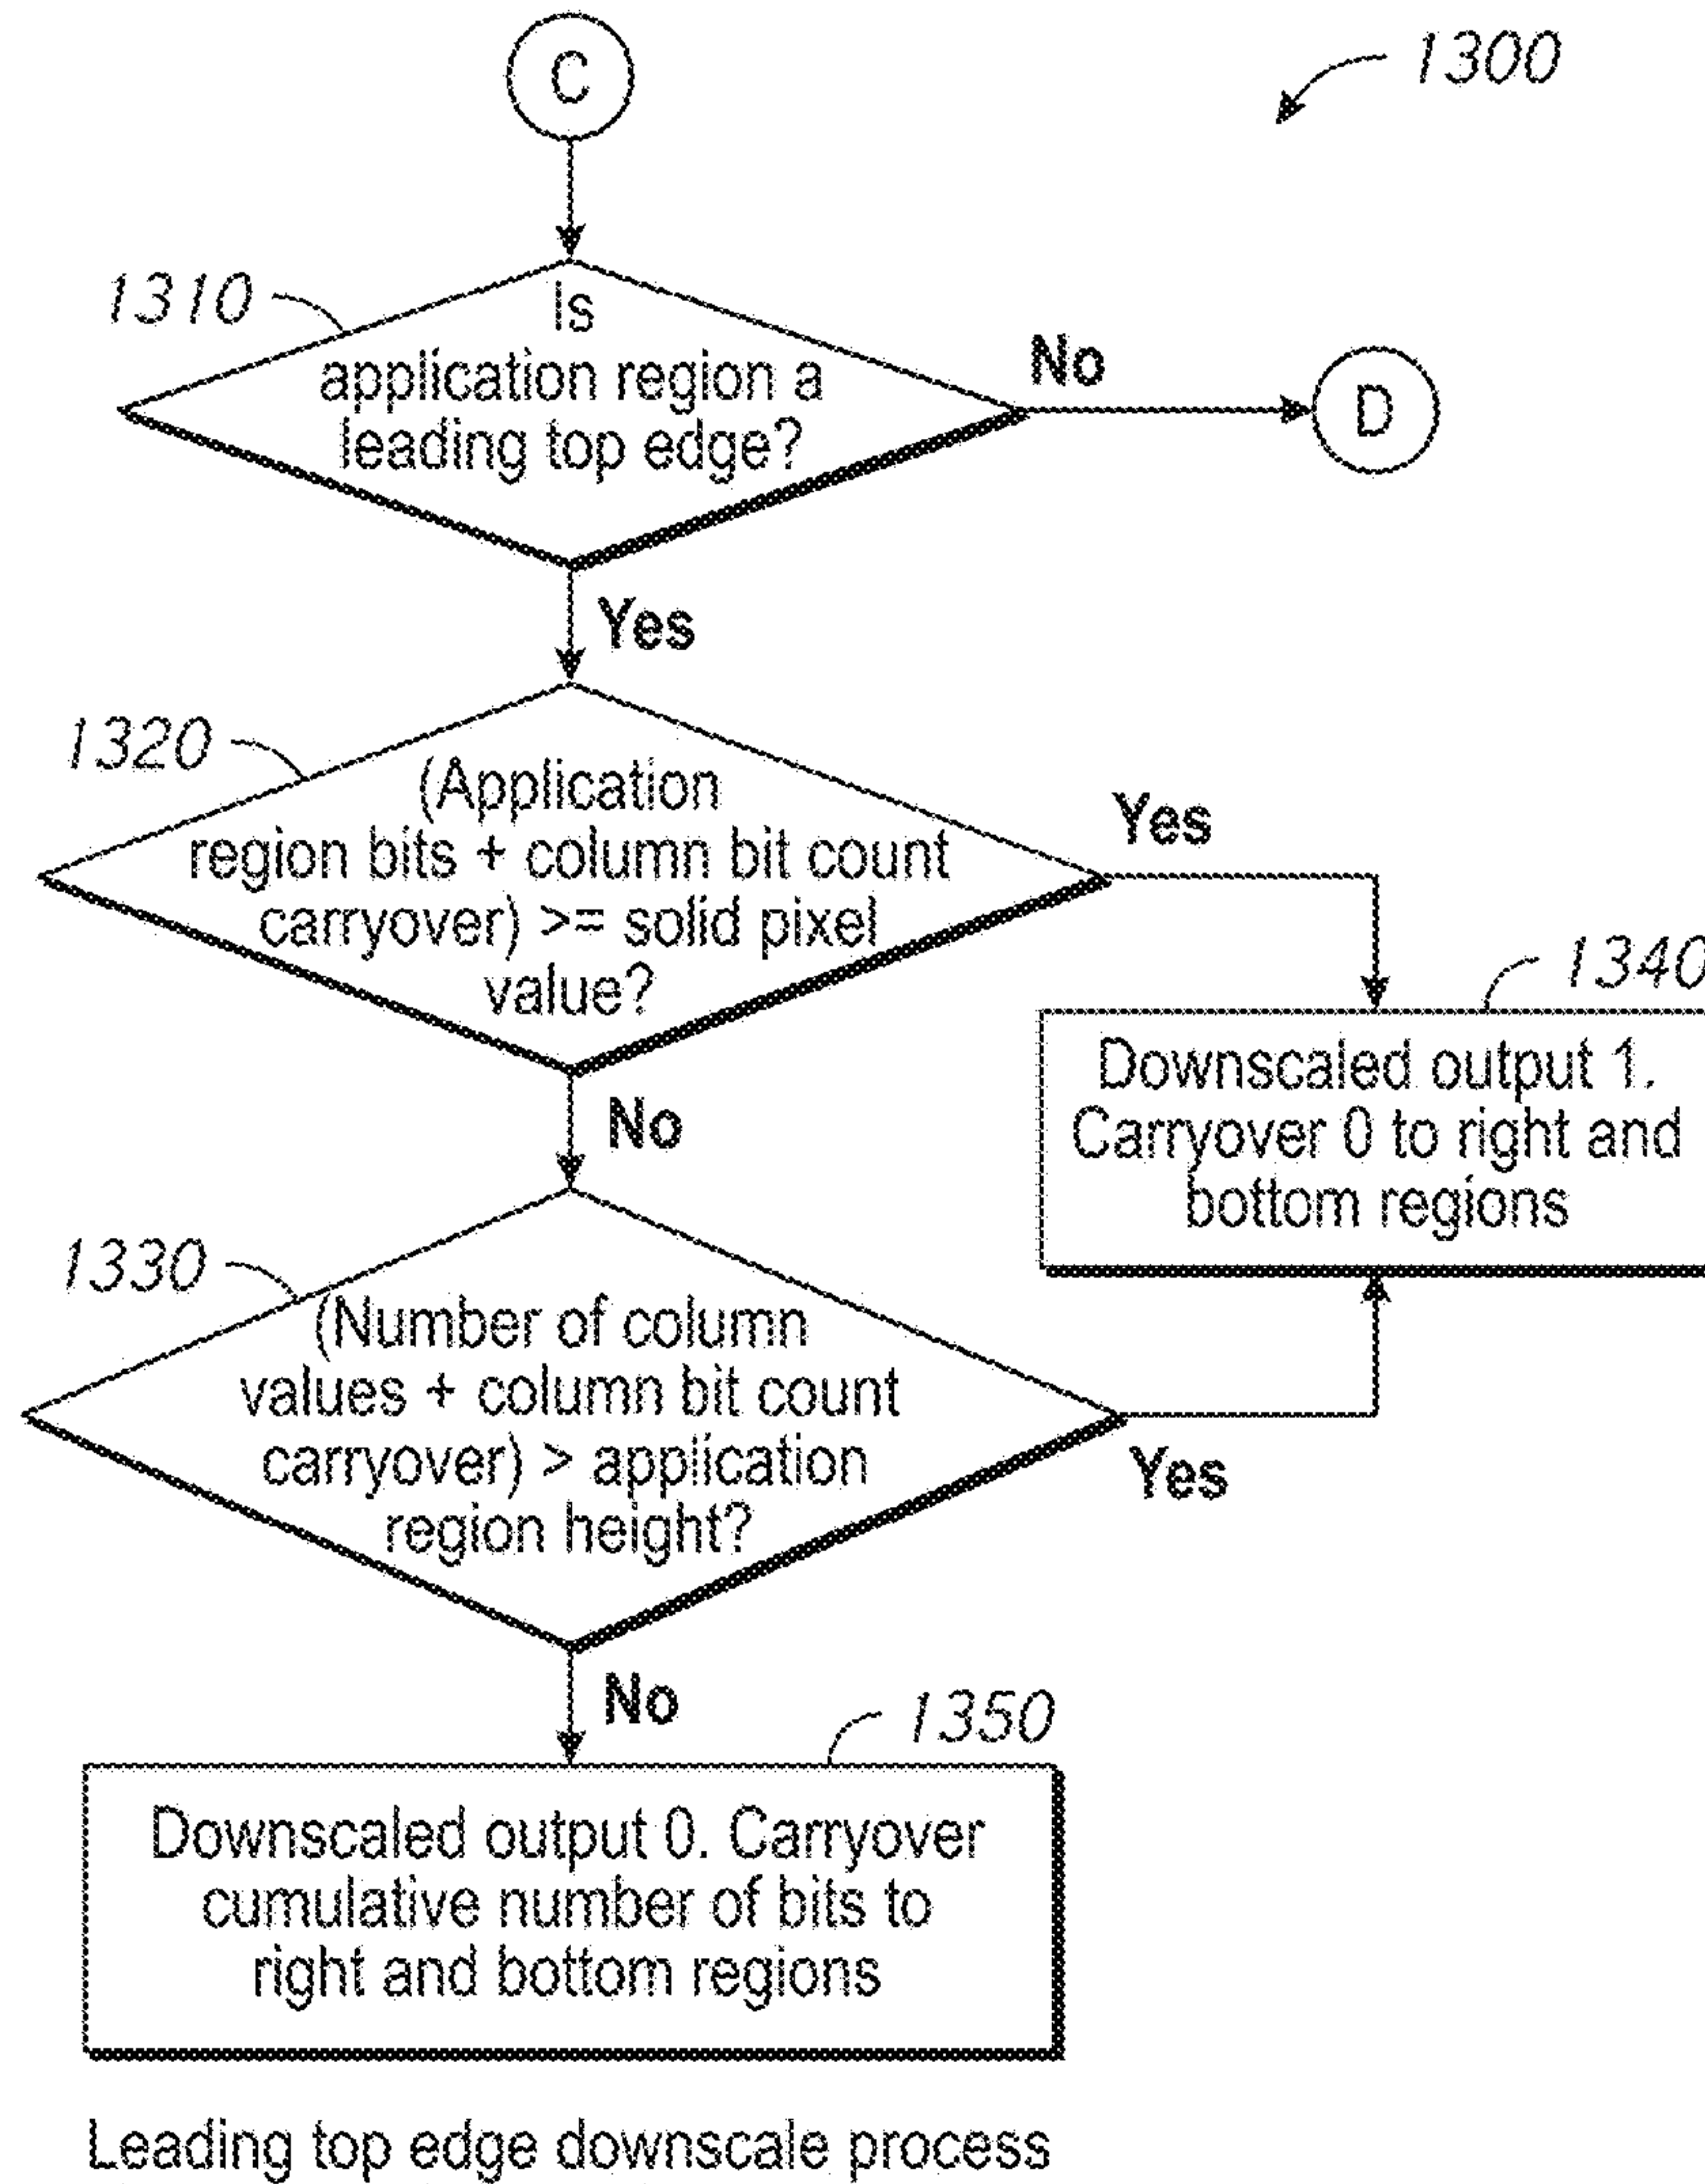 C
1300
1310
Is
application region a
leading top edge?
No
D
Yes
1320
(Application
region bits + column bit count
carryover) >= solid pixel
value?
Yes
1340
Downscaled output 1.
Carryover 0 to right and
bottom regions
No
1330
(Number of column
values + column bit count
carryover) > application
region height?
Yes
No
1350
Downscaled output 0. Carryover
cumulative number of bits to
right and bottom regions
Leading top edge downscale process